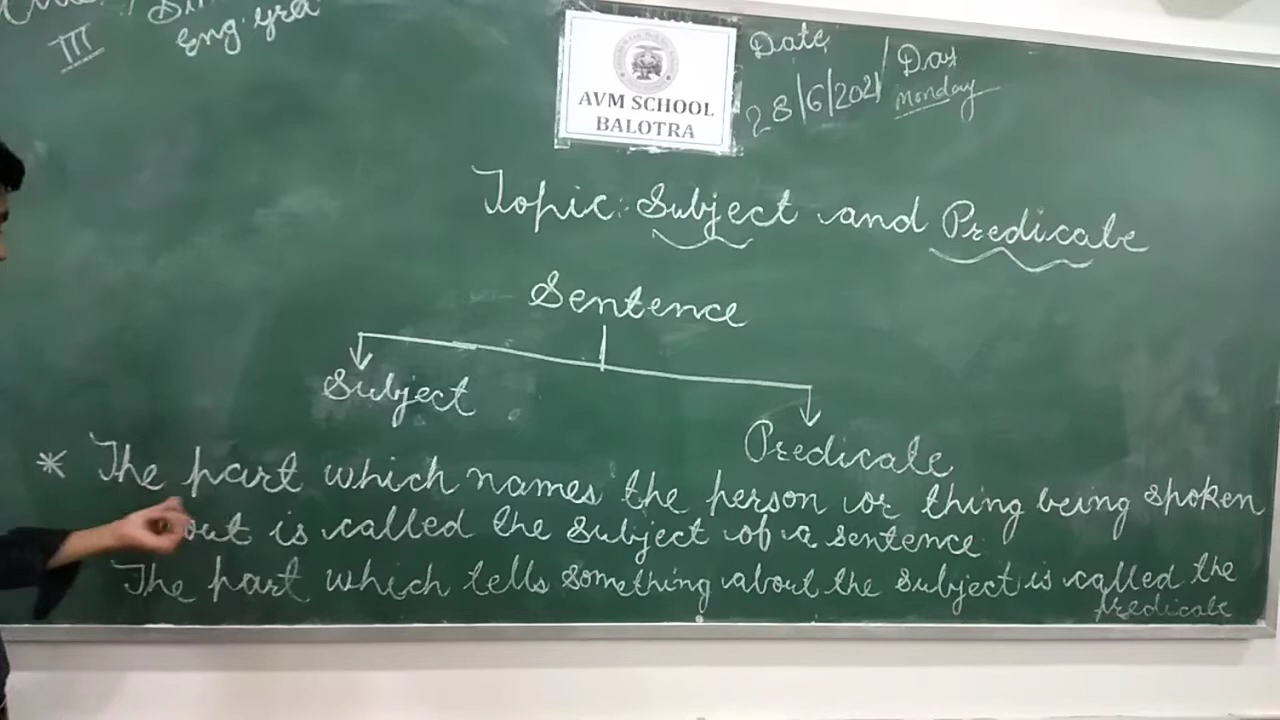 III
Eng gra
AVM SCHOOL
BALOTRA
Date
28/6/2021
Day
Monday
Topic: Subject and Predicate
Sentence
Subject
Predicate
* The part which names the person or thing being spoken
out is called the subject of a sentence
The part which tells something about the subject is called the
predicate